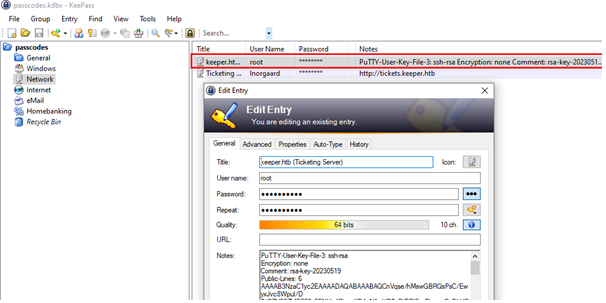 passcodes.kdbx - KeePass
File Group Entry Find View Tools Help
Search...
passcodes
General
Windows
Network
Internet
eMail
Homebanking
Recycle Bin
Title User Name Password Notes
keeper.ht... root ******** PuTTY-User-Key-File-3: ssh-rsa Encryption: none Comment: rsa-key-20230519...
Ticketing ... lnorgaard ******** http://tickets.keeper.htb
Edit Entry
Edit Entry
You are editing an existing entry.
General Advanced Properties Auto-Type History
Title: keeper.htb (Ticketing Server) Icon:
User name: root
Password: ●●●●●●●●●●
Repeat: ●●●●●●●●●●
Quality: 64 bits 10 ch.
URL:
Notes: PuTTY-User-Key-File-3: ssh-rsa
Encryption: none
Comment: rsa-key-20230519
Public-Lines: 6
AAAAB3NzaC1yc2EAAAADAQABAAABAQCnVqse/hMswGBRQsPsC/Ew
yxJvc8Wpul/D